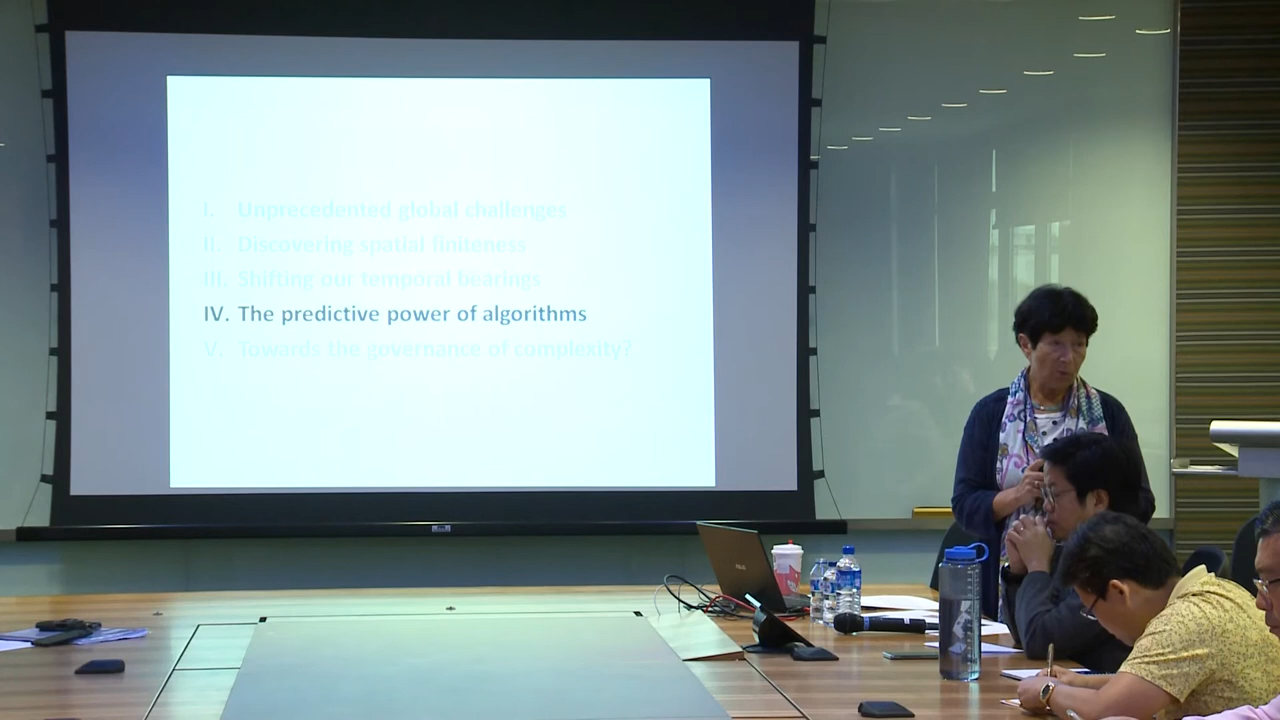 I. Unprecedented global challenges
II. Discovering spatial finiteness
III. Shifting our temporal bearings
IV. The predictive power of algorithms
V. Towards the governance of complexity?
ASUS